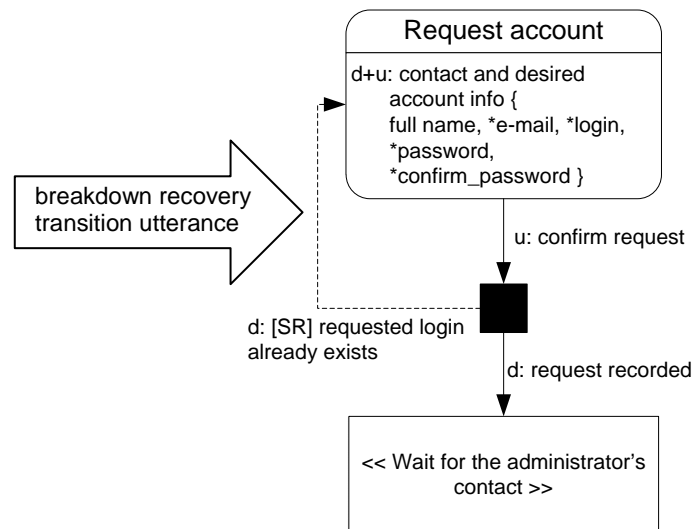 Request account
d+u: contact and desired
account info {
full name, *e-mail, *login,
*password,
*confirm_password }
breakdown recovery
transition utterance
u: confirm request
d: [SR] requested login
already exists
d: request recorded
<< Wait for the administrator's
contact >>